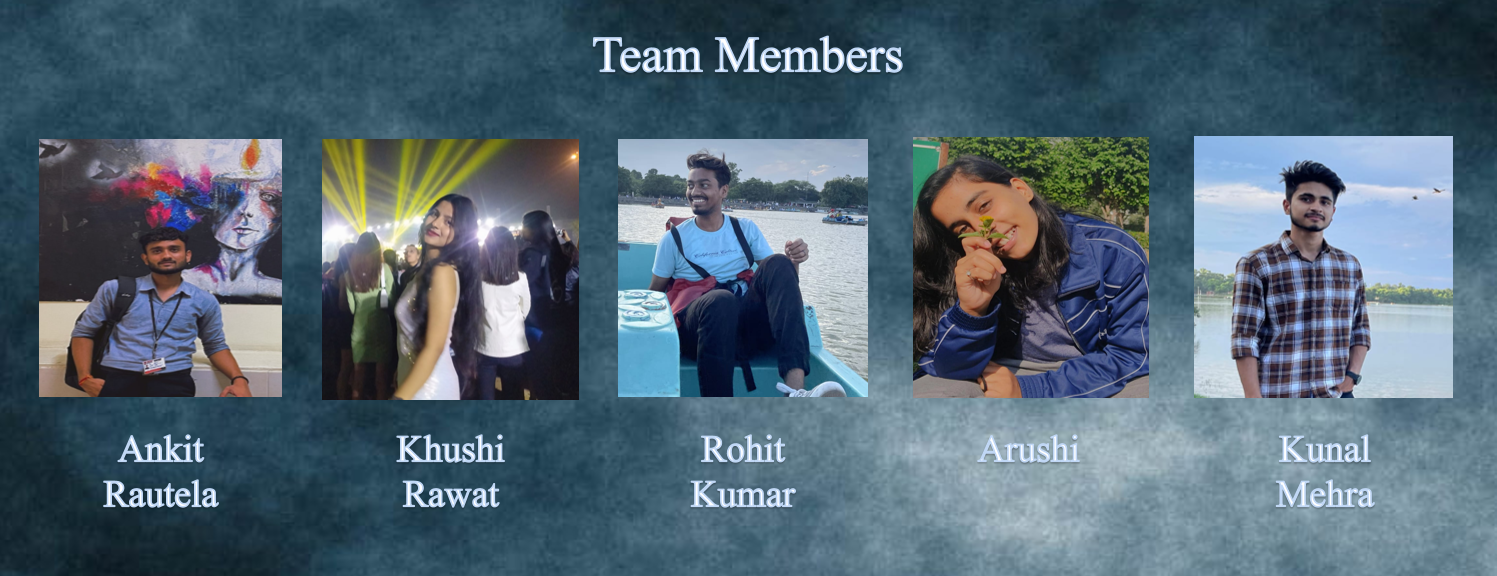 Team Members
Ankit
Rautela
Khushi
Rawat
Rohit
Kumar
Arushi
Kunal
Mehra